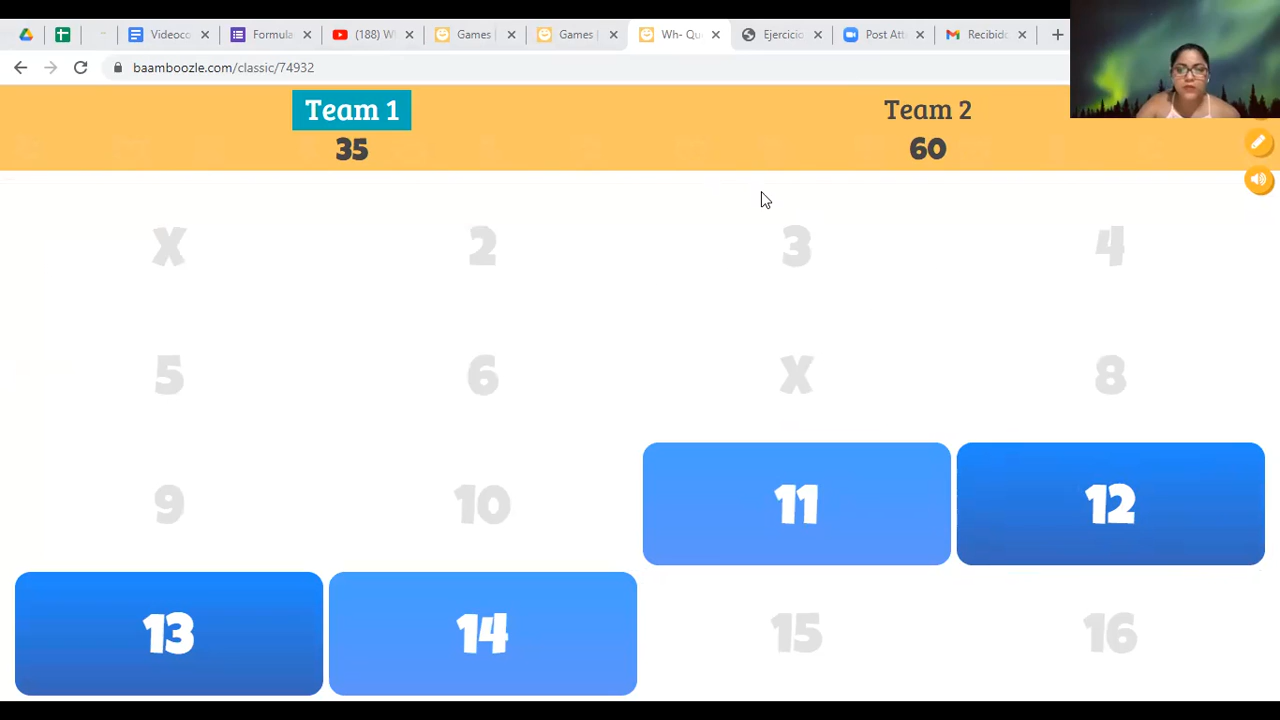 Videoco
Formula
(188) W
Games
Games
Wh- Qu
Ejercicio
Post Att
Recibido
baamboozle.com/classic/74932
Team 1
Team 2
35
60
X 2 3 4
5 6 X 8
9 10 11 12
13 14 15 16